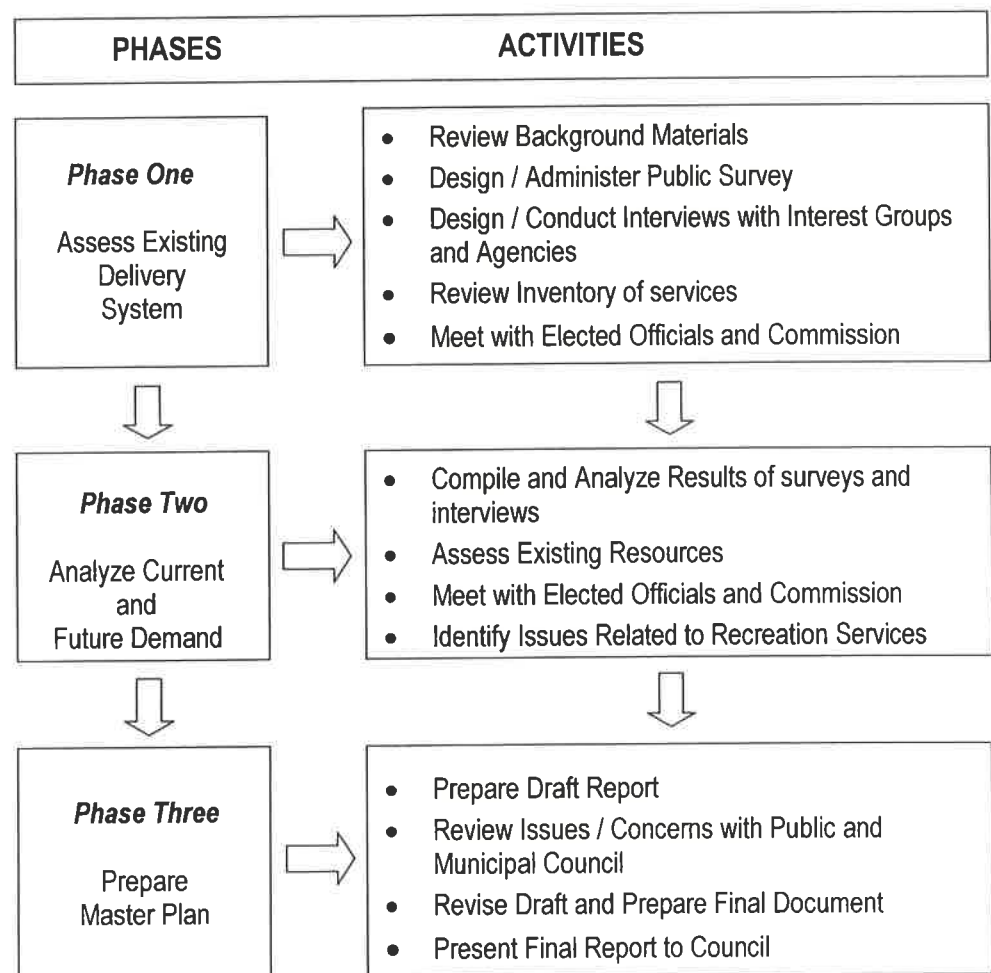 PHASES ACTIVITIES
Phase One
Assess Existing
Delivery
System
• Review Background Materials
• Design / Administer Public Survey
• Design / Conduct Interviews with Interest Groups
and Agencies
• Review Inventory of services
• Meet with Elected Officials and Commission
Phase Two
Analyze Current
and
Future Demand
• Compile and Analyze Results of surveys and
interviews
• Assess Existing Resources
• Meet with Elected Officials and Commission
• Identify Issues Related to Recreation Services
Phase Three
Prepare
Master Plan
• Prepare Draft Report
• Review Issues / Concerns with Public and
Municipal Council
• Revise Draft and Prepare Final Document
• Present Final Report to Council